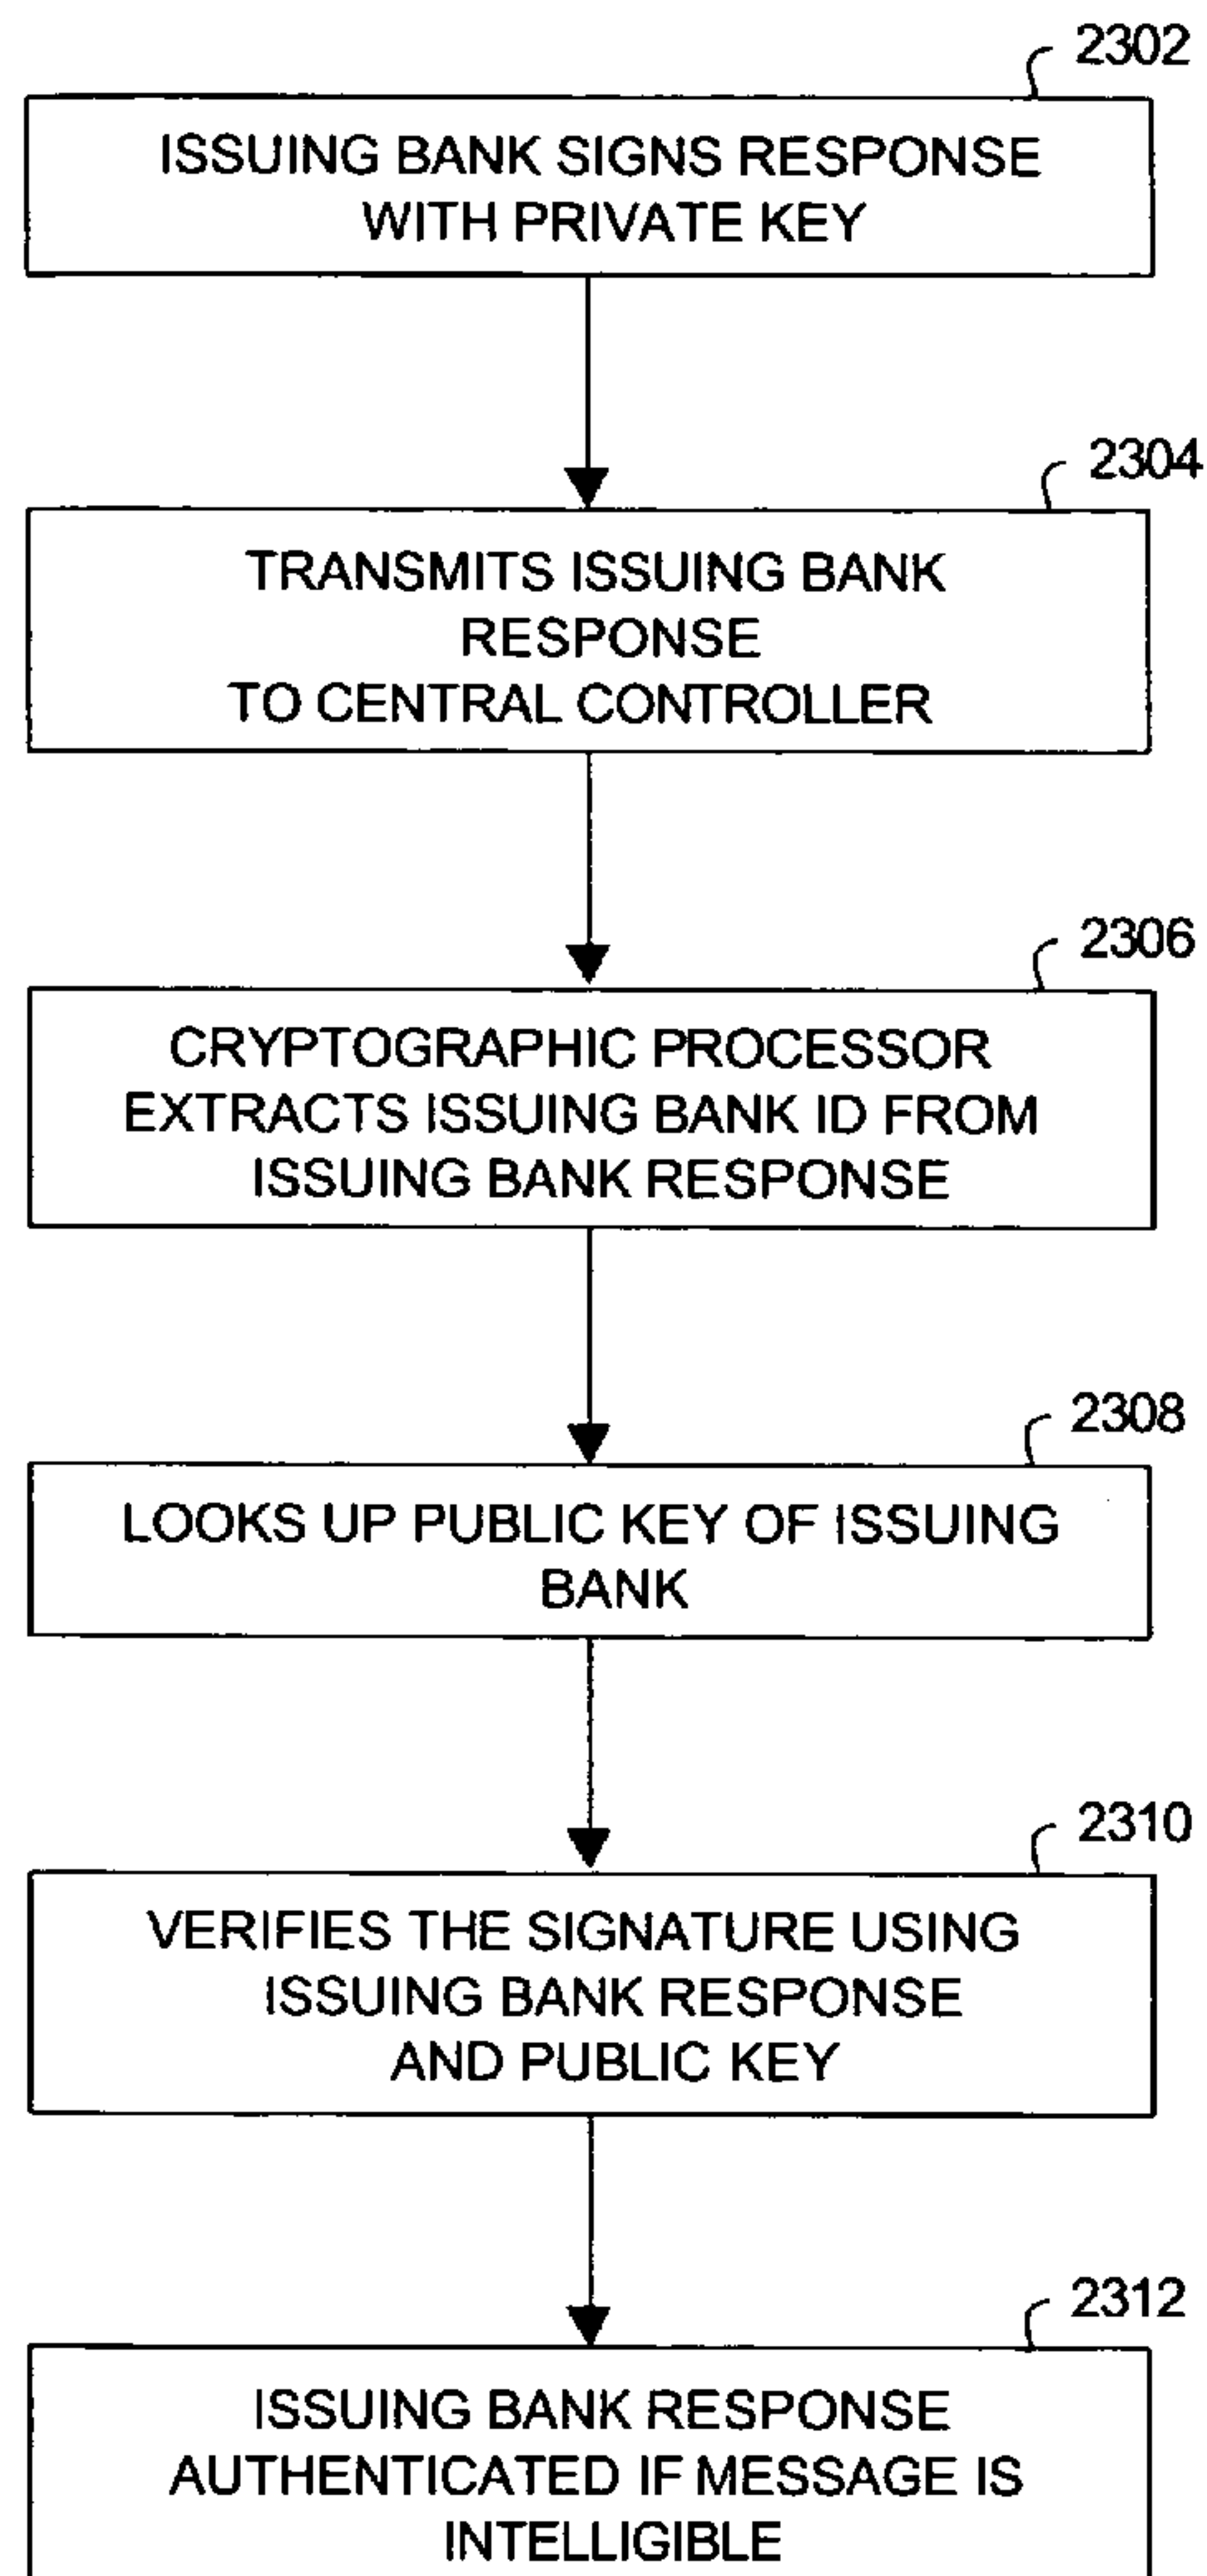 2302
ISSUING BANK SIGNS RESPONSE
WITH PRIVATE KEY
2304
TRANSMITS ISSUING BANK
RESPONSE
TO CENTRAL CONTROLLER
2306
CRYPTOGRAPHIC PROCESSOR
EXTRACTS ISSUING BANK ID FROM
ISSUING BANK RESPONSE
2308
LOOKS UP PUBLIC KEY OF ISSUING
BANK
2310
VERIFIES THE SIGNATURE USING
ISSUING BANK RESPONSE
AND PUBLIC KEY
2312
ISSUING BANK RESPONSE
AUTHENTICATED IF MESSAGE IS
INTELLIGIBLE